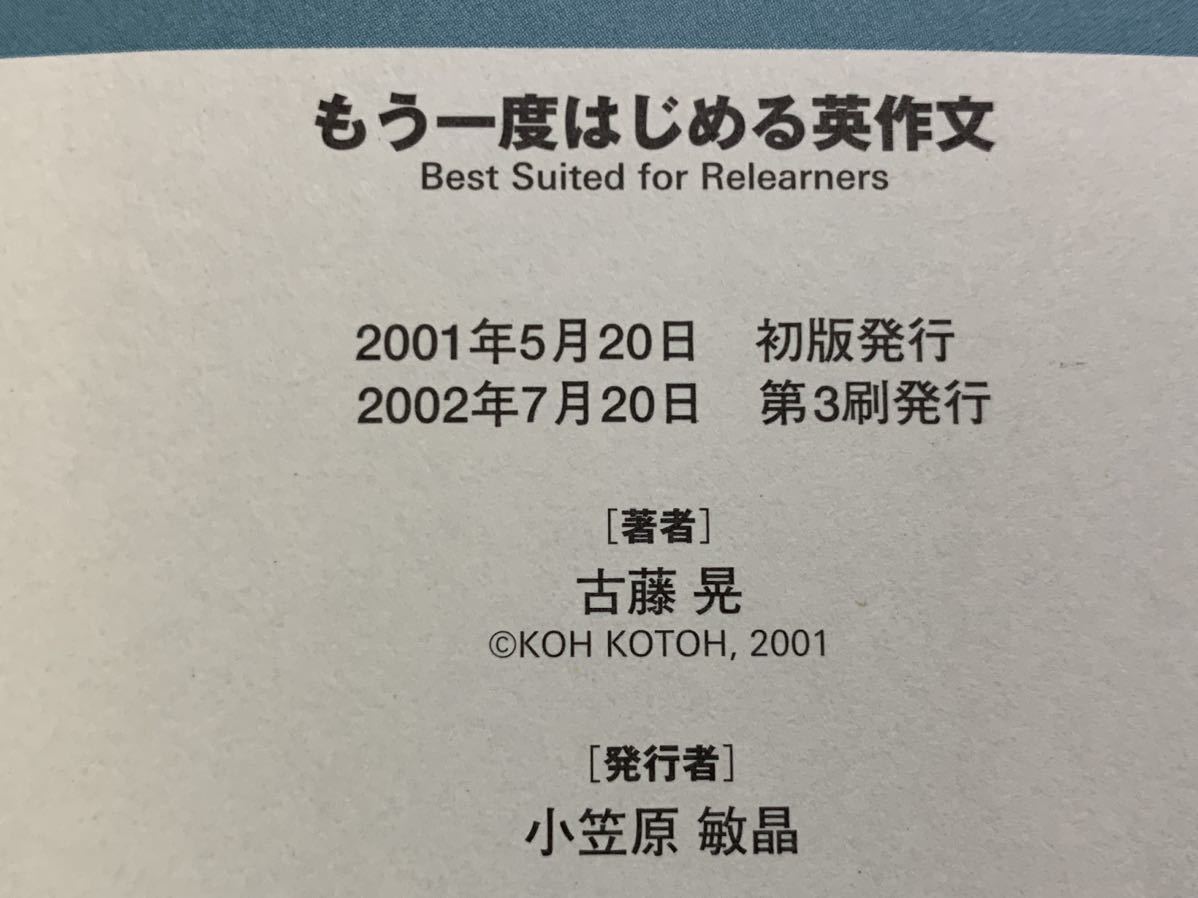 もう一度はじめる英作文
Best Suited for Relearners
2001年5月20日　初版発行
2002年7月20日　第3刷発行
［著者］
古藤 晃
©KOH KOTOH, 2001
［発行者］
小笠原 敏晶